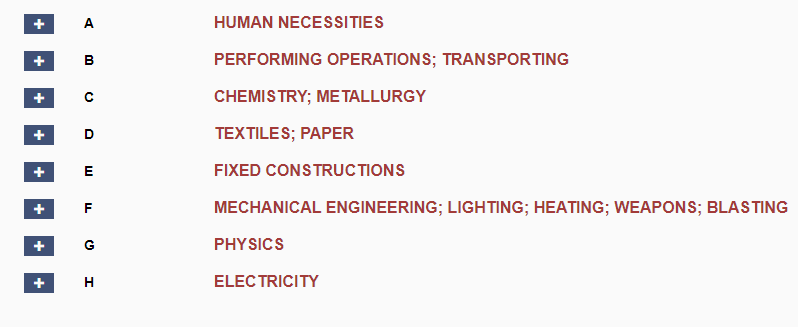 A HUMAN NECESSITIES
B PERFORMING OPERATIONS; TRANSPORTING
C CHEMISTRY; METALLURGY
D TEXTILES; PAPER
E FIXED CONSTRUCTIONS
F MECHANICAL ENGINEERING; LIGHTING; HEATING; WEAPONS; BLASTING
G PHYSICS
H ELECTRICITY